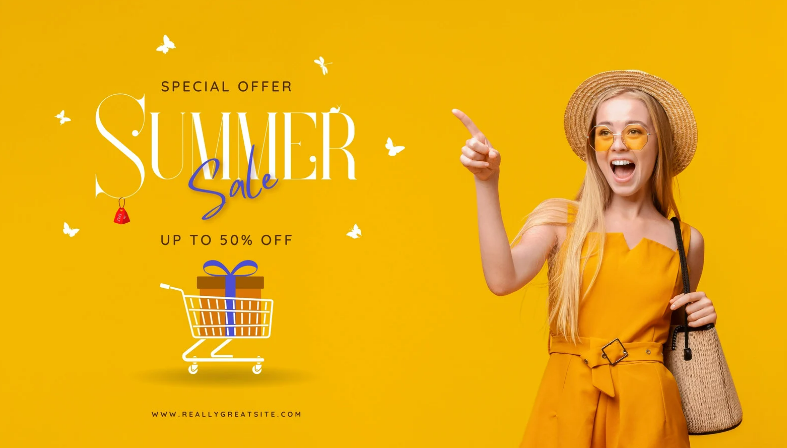 SPECIAL OFFER
SUMMER
Sale
UP TO 50% OFF
WWW.REALLYGREATSITE.COM